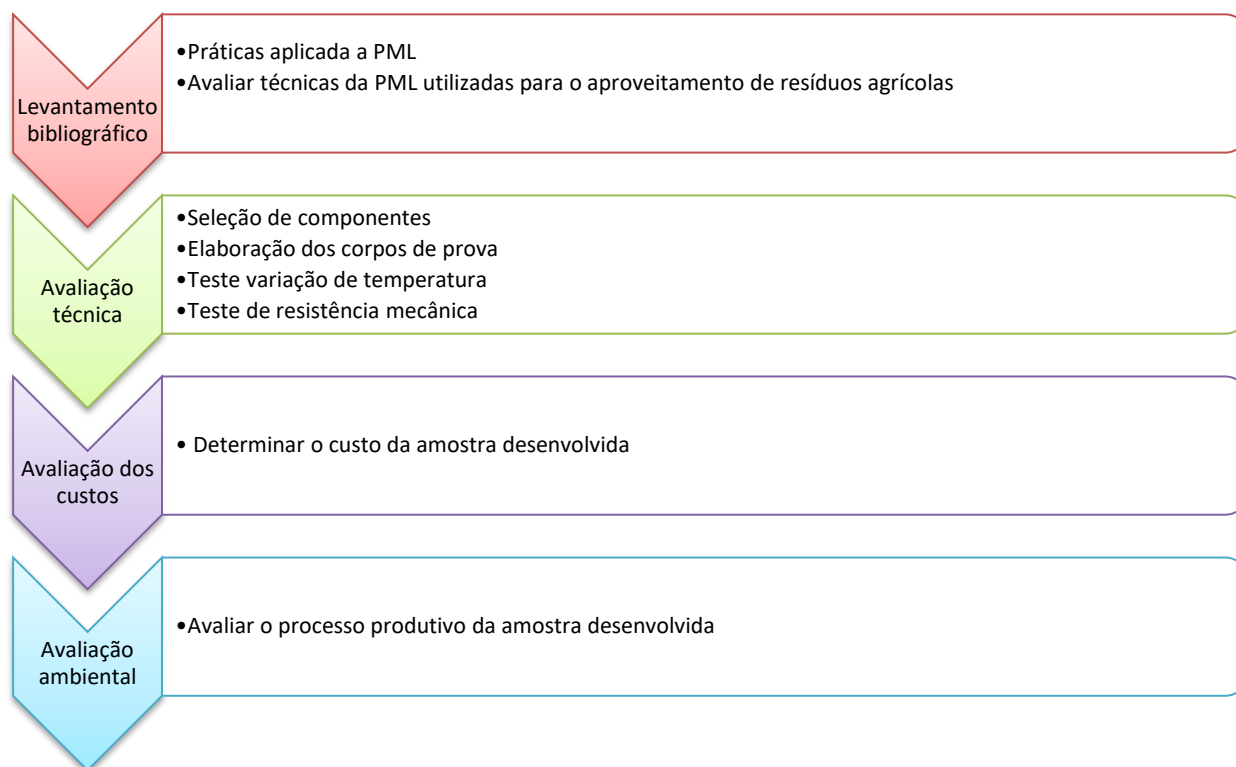 Levantamento
bibliográfico
•Práticas aplicada a PML
•Avaliar técnicas da PML utilizadas para o aproveitamento de resíduos agrícolas
Avaliação
técnica
•Seleção de componentes
•Elaboração dos corpos de prova
•Teste variação de temperatura
•Teste de resistência mecânica
Avaliação dos
custos
• Determinar o custo da amostra desenvolvida
Avaliação
ambiental
•Avaliar o processo produtivo da amostra desenvolvida